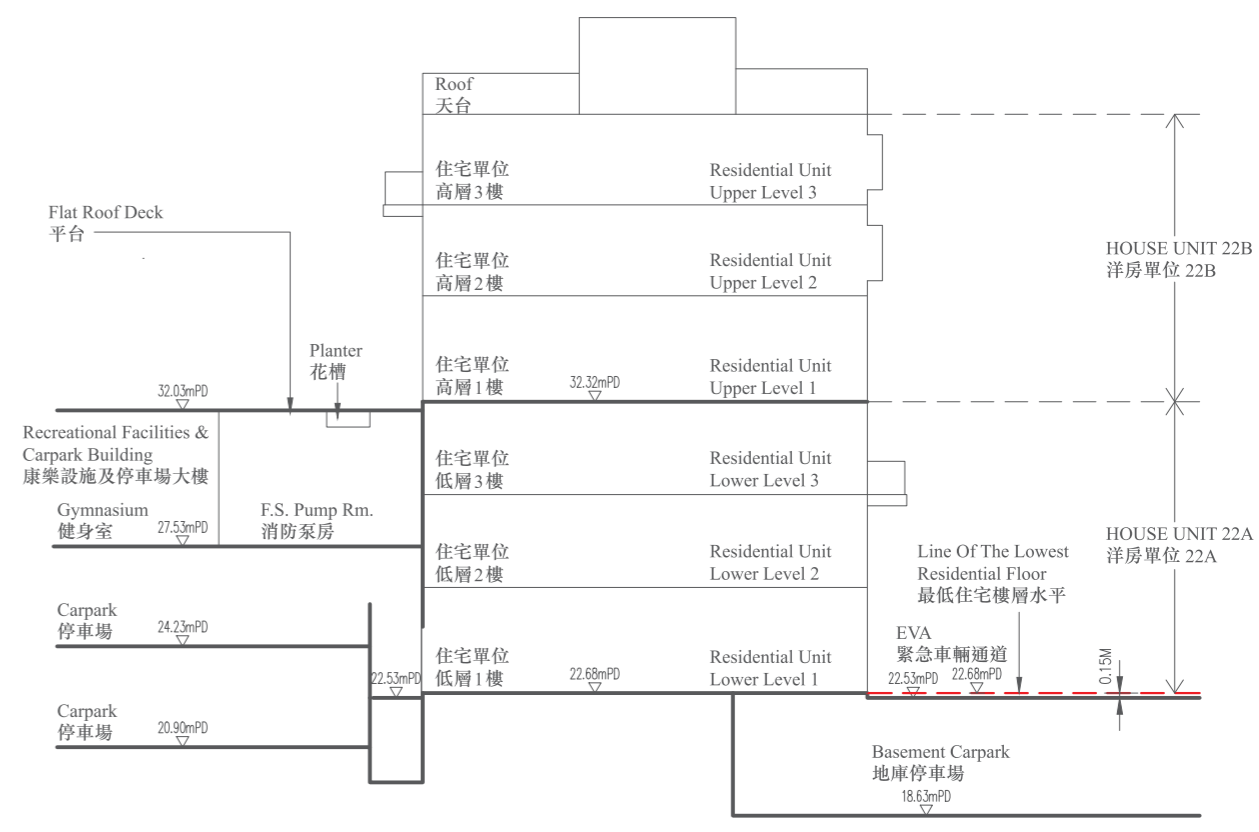 Roof
天台
住宅單位
高層3樓
Residential Unit
Upper Level 3
Flat Roof Deck
平台
住宅單位
高層2樓
Residential Unit
Upper Level 2
HOUSE UNIT 22B
洋房單位 22B
Planter
花槽
住宅單位
高層1樓
32.32mPD
Residential Unit
Upper Level 1
32.03mPD
Recreational Facilities &
Carpark Building
康樂設施及停車場大樓
住宅單位
低層3樓
Residential Unit
Lower Level 3
Gymnasium
健身室
27.53mPD
F.S. Pump Rm.
消防泵房
住宅單位
低層2樓
Residential Unit
Lower Level 2
Line Of The Lowest
Residential Floor
最低住宅樓層水平
HOUSE UNIT 22A
洋房單位 22A
Carpark
停車場
24.23mPD
22.53mPD
住宅單位
低層1樓
22.68mPD
Residential Unit
Lower Level 1
EVA
緊急車輛通道
22.53mPD
22.68mPD
0.15M
Carpark
停車場
20.90mPD
Basement Carpark
地庫停車場
18.63mPD